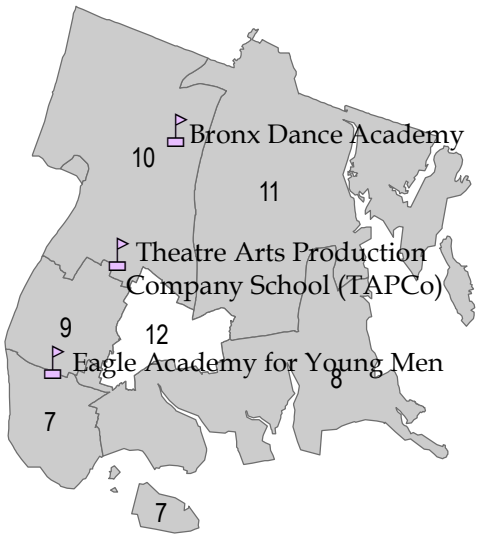 Bronx Dance Academy
10
11
Theatre Arts Production
Company School (TAPCo)
9
12
Eagle Academy for Young Men
8
7
7